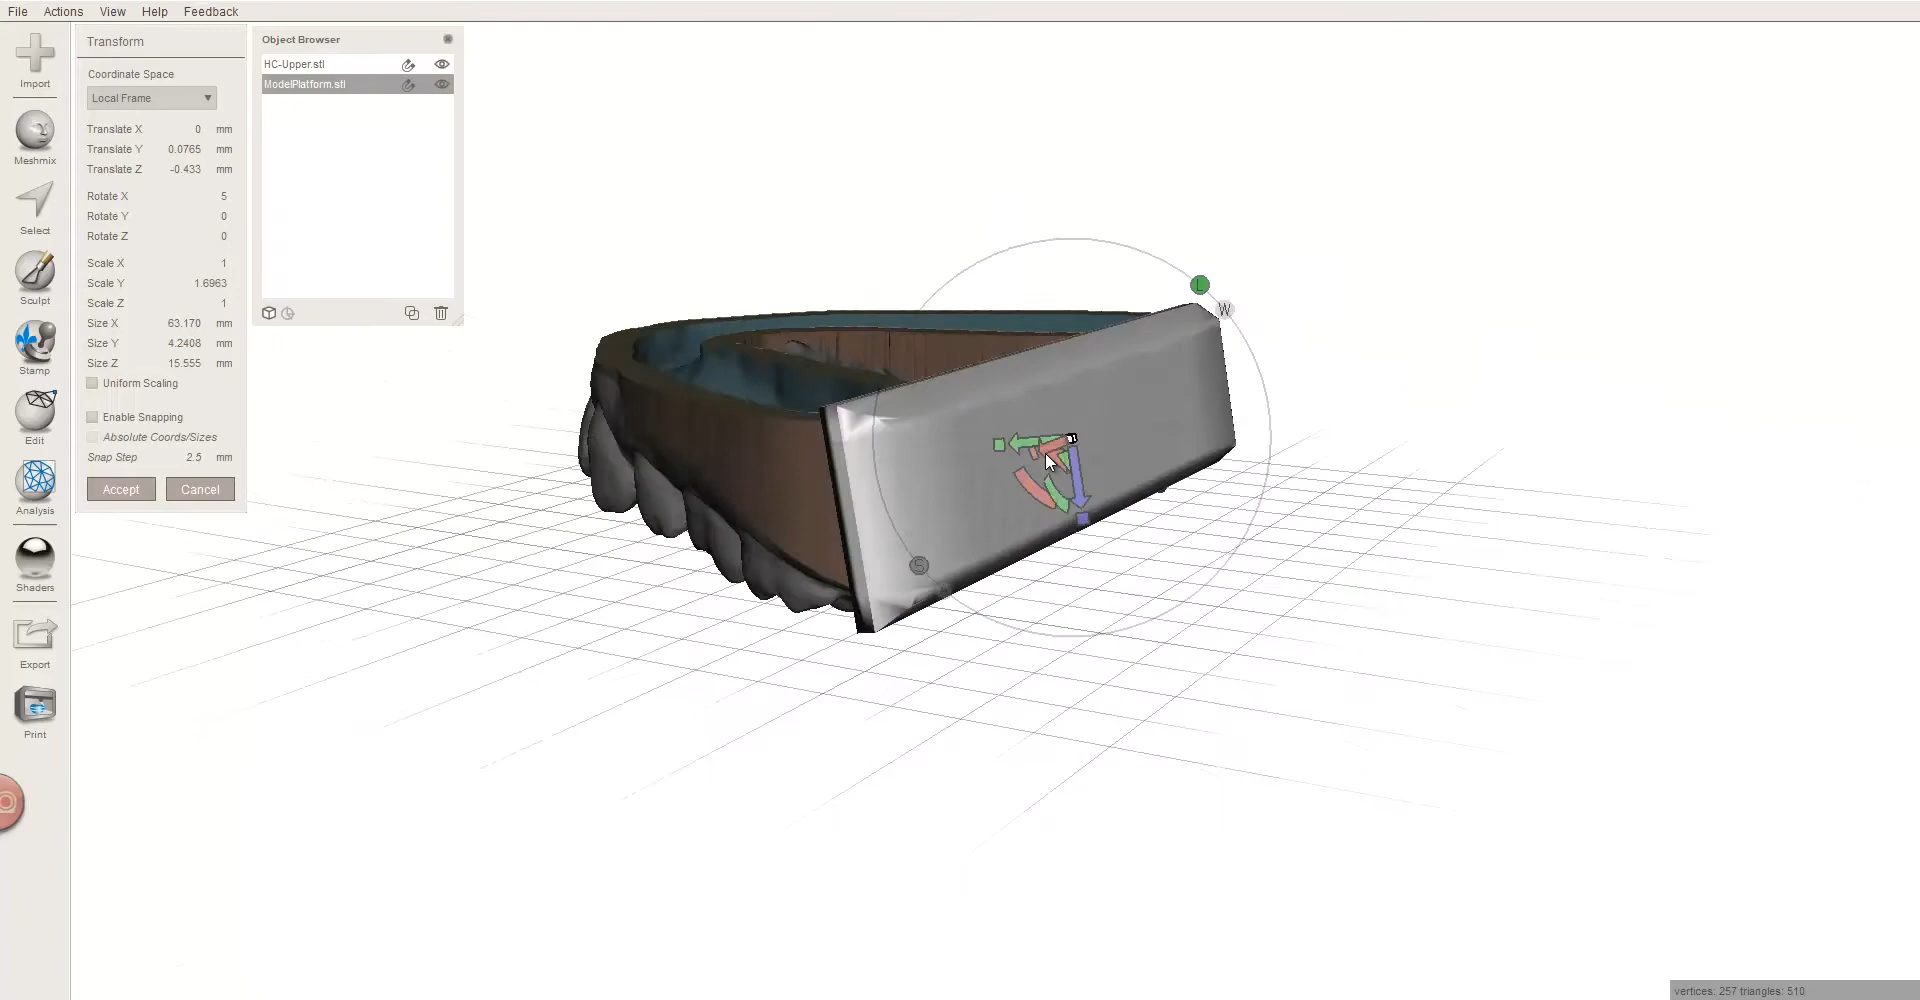 File Actions View Help Feedback
Import
Meshmix
Select
Sculpt
Stamp
Edit
Analysis
Shaders
Export
Print
Transform
Coordinate Space
Local Frame
Translate X 0 mm
Translate Y 0.0765 mm
Translate Z -0.433 mm
Rotate X 5
Rotate Y 0
Rotate Z 0
Scale X 1
Scale Y 1.6963
Scale Z 1
Size X 63.170 mm
Size Y 4.2408 mm
Size Z 15.555 mm
Uniform Scaling
Enable Snapping
Absolute Coords/Sizes
Snap Step 2.5 mm
Accept Cancel
Object Browser
HC-Upper.stl
ModelPlatform.stl
L
W
S
vertices: 257 triangles: 510